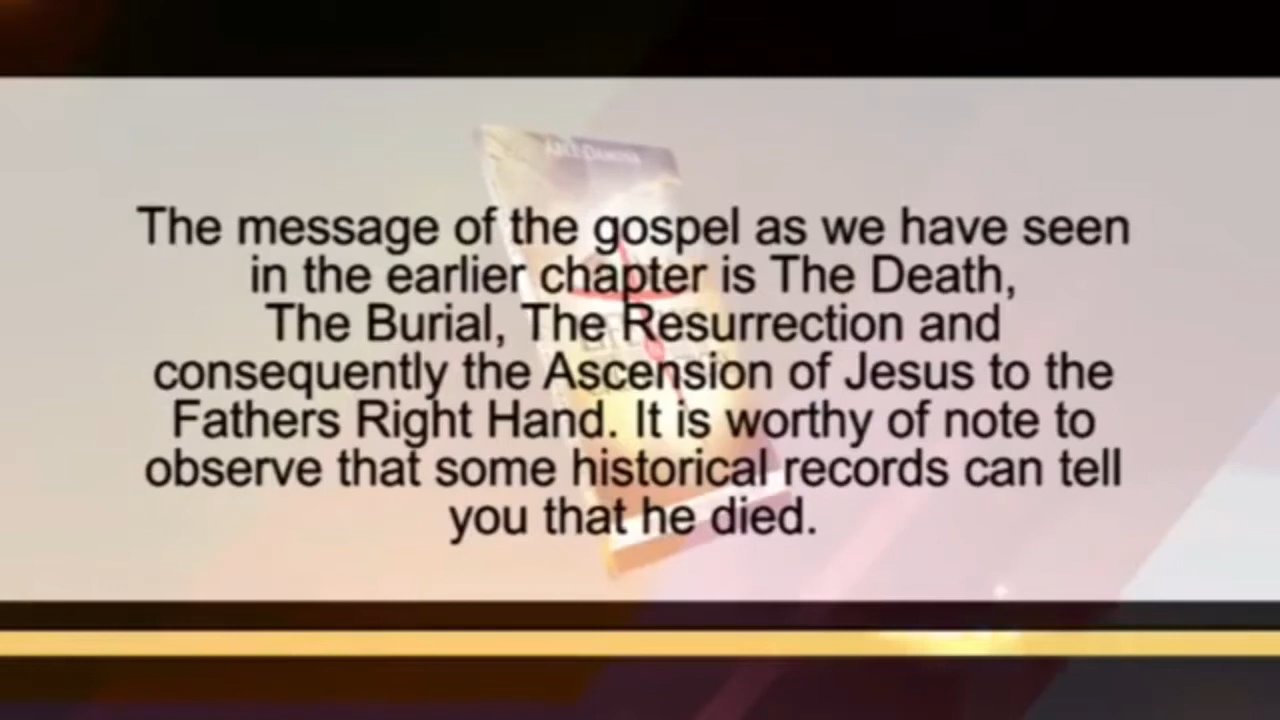 The message of the gospel as we have seen
in the earlier chapter is The Death,
The Burial, The Resurrection and
consequently the Ascension of Jesus to the
Fathers Right Hand. It is worthy of note to
observe that some historical records can tell
you that he died.